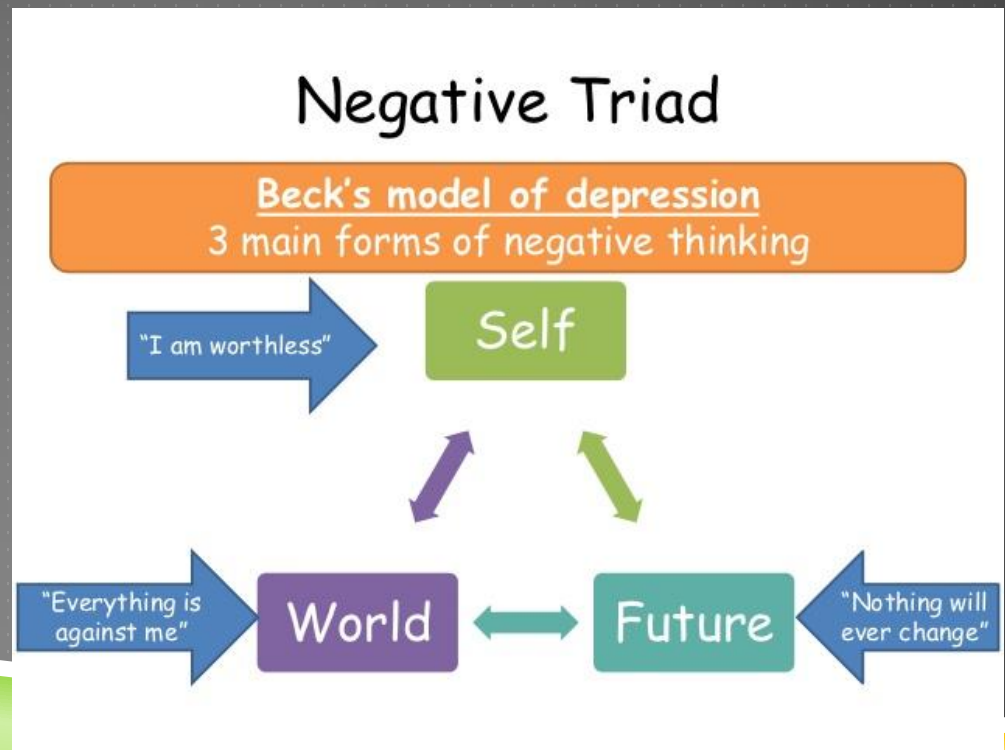 Negative Triad
Beck's model of depression
3 main forms of negative thinking
"I am worthless"
Self
"Everything is
against me"
World
Future
"Nothing will
ever change"